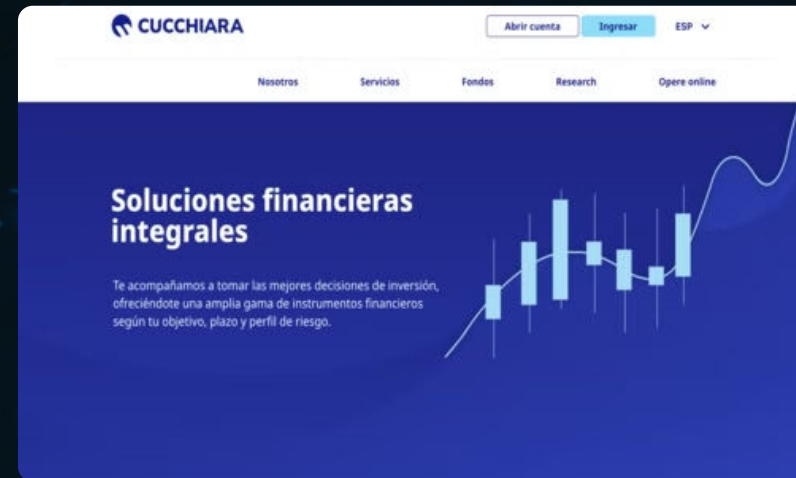 CUCCHIARA
Abrir cuenta
Ingresar
ESP
Nosotros
Servicios
Fondos
Research
Opere online
Soluciones financieras
integrales
Te acompañamos a tomar las mejores decisiones de inversión,
ofreciéndote una amplia gama de instrumentos financieros
según tu objetivo, plazo y perfil de riesgo.